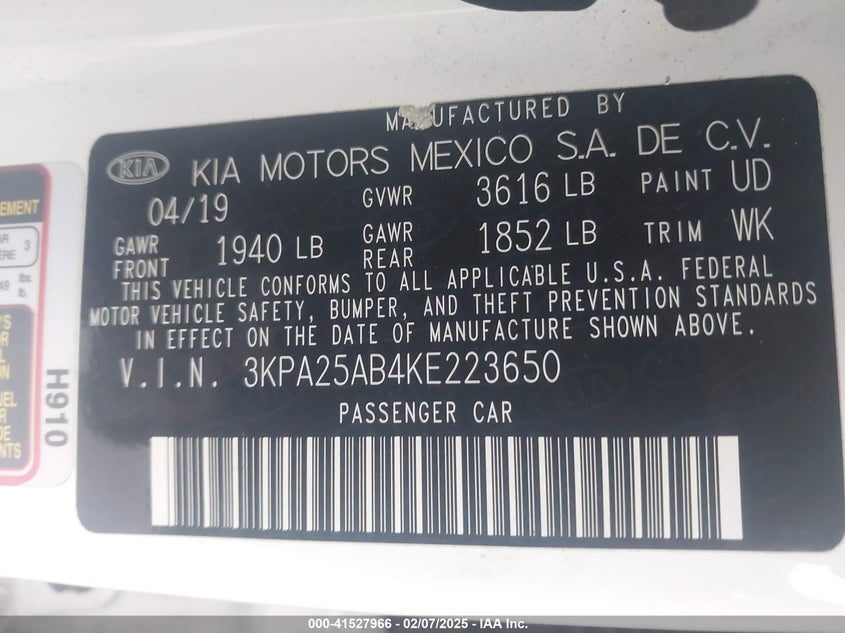 MANUFACTURED BY
KIA KIA MOTORS MEXICO S.A. DE C.V.
04/19 GVWR 3616 LB PAINT UD
GAWR FRONT 1940 LB GAWR REAR 1852 LB TRIM WK
THIS VEHICLE CONFORMS TO ALL APPLICABLE U.S.A. FEDERAL
MOTOR VEHICLE SAFETY, BUMPER, AND THEFT PREVENTION STANDARDS
IN EFFECT ON THE DATE OF MANUFACTURE SHOWN ABOVE.
V.I.N. 3KPA25AB4KE223650
PASSENGER CAR
H910
000-41527966 - 02/07/2025 - IAA Inc.